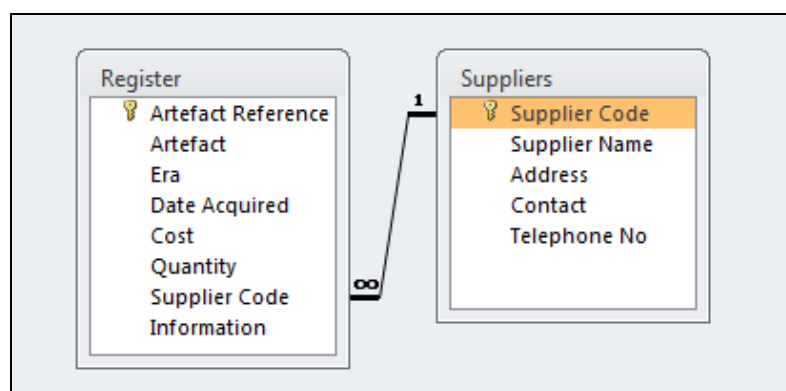 Register
Artefact Reference
Artefact
Era
Date Acquired
Cost
Quantity
Supplier Code
Information
∞
1
Suppliers
Supplier Code
Supplier Name
Address
Contact
Telephone No